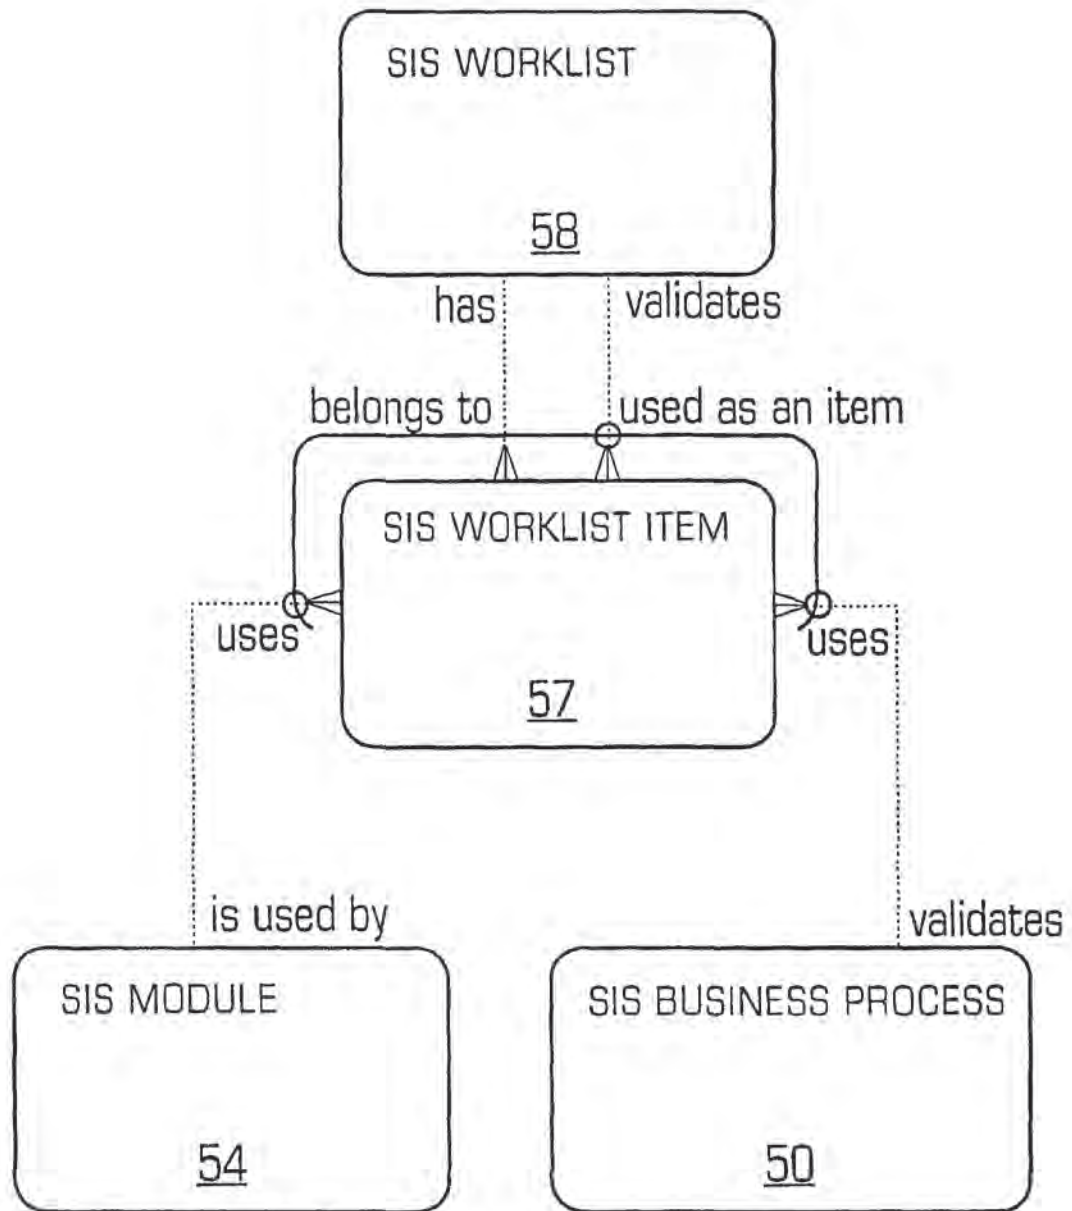 SIS WORKLIST
58
has validates
belongs to used as an item
SIS WORKLIST ITEM
uses uses
57
is used by validates
SIS MODULE SIS BUSINESS PROCESS
54 50